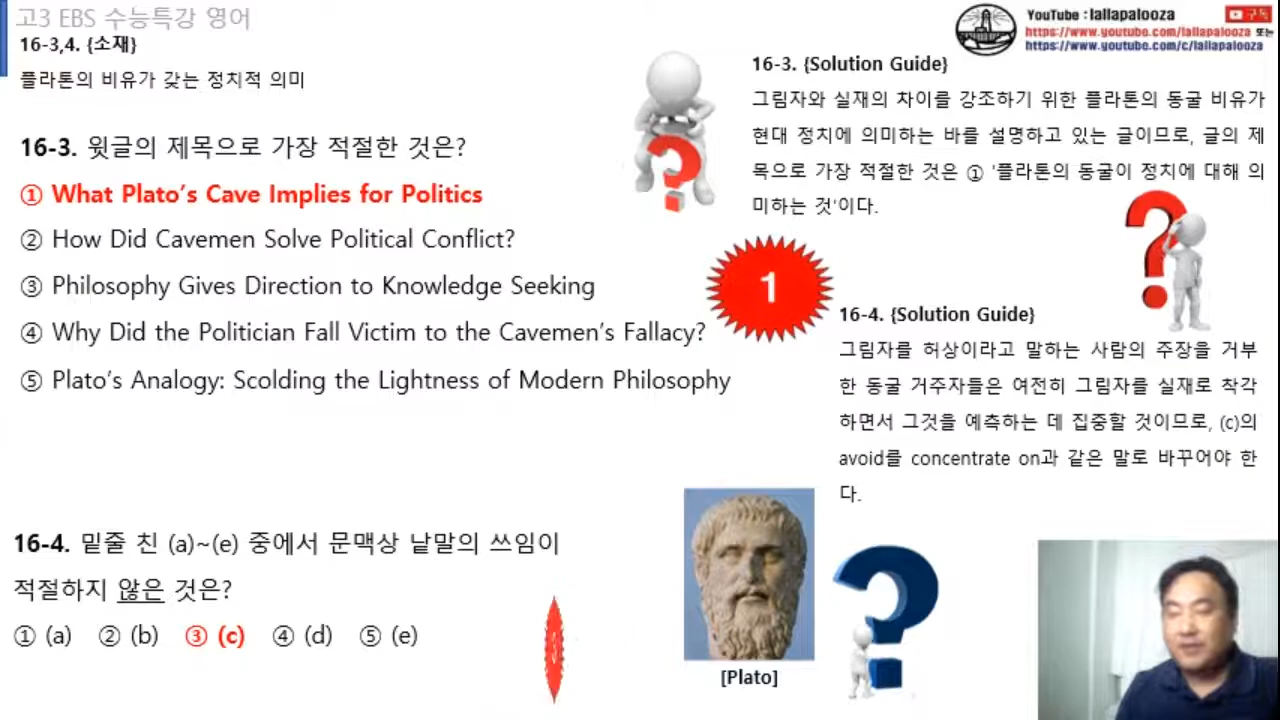 고3 EBS 수능특강 영어
16-3,4. {소재}
플라톤의 비유가 갖는 정치적 의미
16-3. 윗글의 제목으로 가장 적절한 것은?
① What Plato’s Cave Implies for Politics
② How Did Cavemen Solve Political Conflict?
③ Philosophy Gives Direction to Knowledge Seeking
④ Why Did the Politician Fall Victim to the Cavemen’s Fallacy?
⑤ Plato’s Analogy: Scolding the Lightness of Modern Philosophy
16-4. 밑줄 친 (a)~(e) 중에서 문맥상 낱말의 쓰임이
적절하지 않은 것은?
① (a) ② (b) ③ (c) ④ (d) ⑤ (e)
YouTube : lallapalooza
구독
https://www.youtube.com/lallapalooza 또는
https://www.youtube.com/c/lallapalooza
16-3. {Solution Guide}
그림자와 실재의 차이를 강조하기 위한 플라톤의 동굴 비유가
현대 정치에 의미하는 바를 설명하고 있는 글이므로, 글의 제
목으로 가장 적절한 것은 ① ‘플라톤의 동굴이 정치에 대해 의
미하는 것’이다.
1
16-4. {Solution Guide}
그림자를 허상이라고 말하는 사람의 주장을 거부
한 동굴 거주자들은 여전히 그림자를 실재로 착각
하면서 그것을 예측하는 데 집중할 것이므로, (c)의
avoid를 concentrate on과 같은 말로 바꾸어야 한
다.
[Plato]